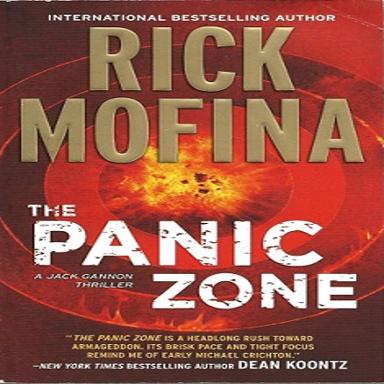 INTERNATIONAL BESTSELLING AUTHOR
RICK
MOFINA
THE
PANIC
A JACK GANNON
THRILLER
ZONE
"THE PANIC ZONE IS A HEADLONG RUSH TOWARD
ARMAGEDDON. ITS BRISK PACE AND TIGHT FOCUS
REMIND ME OF EARLY MICHAEL CRICHTON."
–NEW YORK TIMES BESTSELLING AUTHOR DEAN KOONTZ